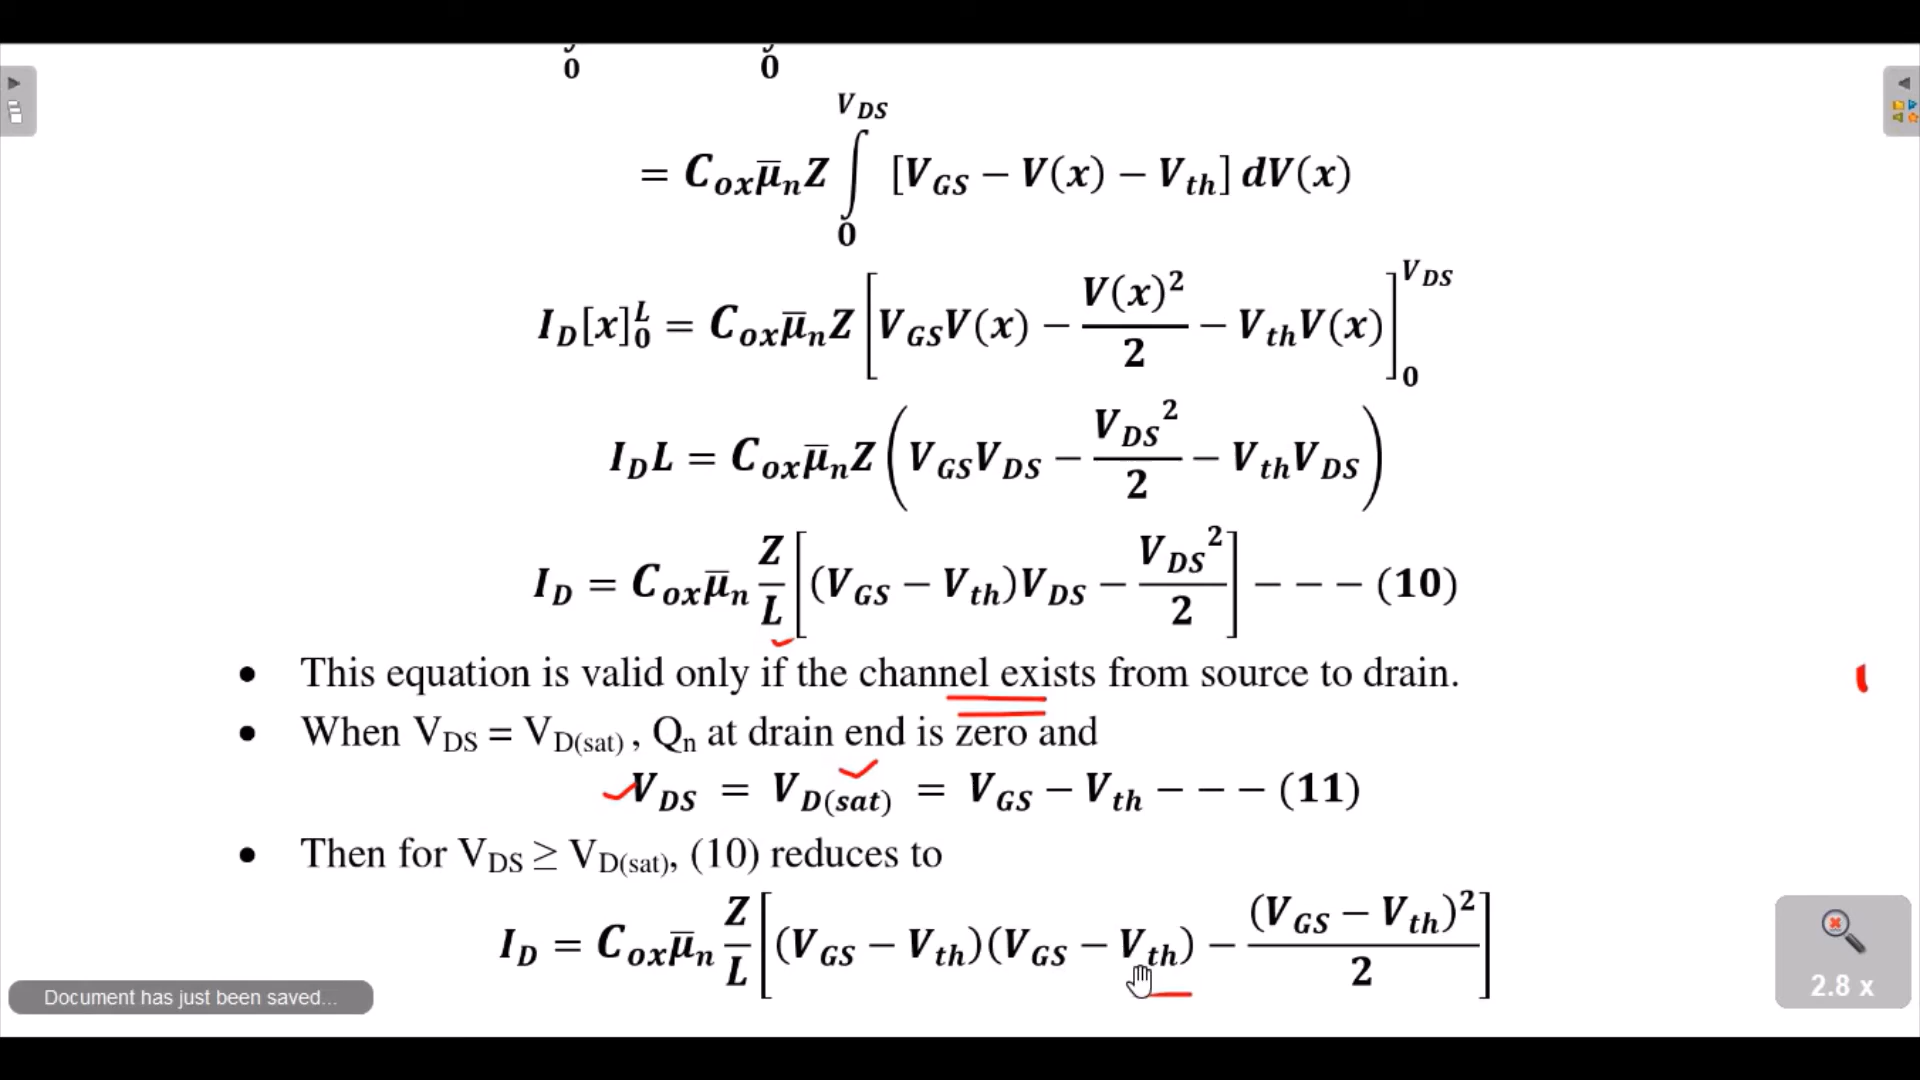 0 0
= C_ox μ̄_n Z ∫_0^{V_DS} [V_GS − V(x) − V_th] dV(x)
I_D[x]_0^L = C_ox μ̄_n Z [V_GS V(x) − V(x)²/2 − V_th V(x)]_0^{V_DS}
I_D L = C_ox μ̄_n Z (V_GS V_DS − V_DS²/2 − V_th V_DS)
I_D = C_ox μ̄_n Z/L [(V_GS − V_th)V_DS − V_DS²/2] − − − (10)
• This equation is valid only if the channel exists from source to drain.
• When V_DS = V_D(sat) , Q_n at drain end is zero and
V_DS = V_D(sat) = V_GS − V_th − − − (11)
• Then for V_DS ≥ V_D(sat), (10) reduces to
I_D = C_ox μ̄_n Z/L [(V_GS − V_th)(V_GS − V_th) − (V_GS − V_th)²/2]
Document has just been saved...
2.8 x